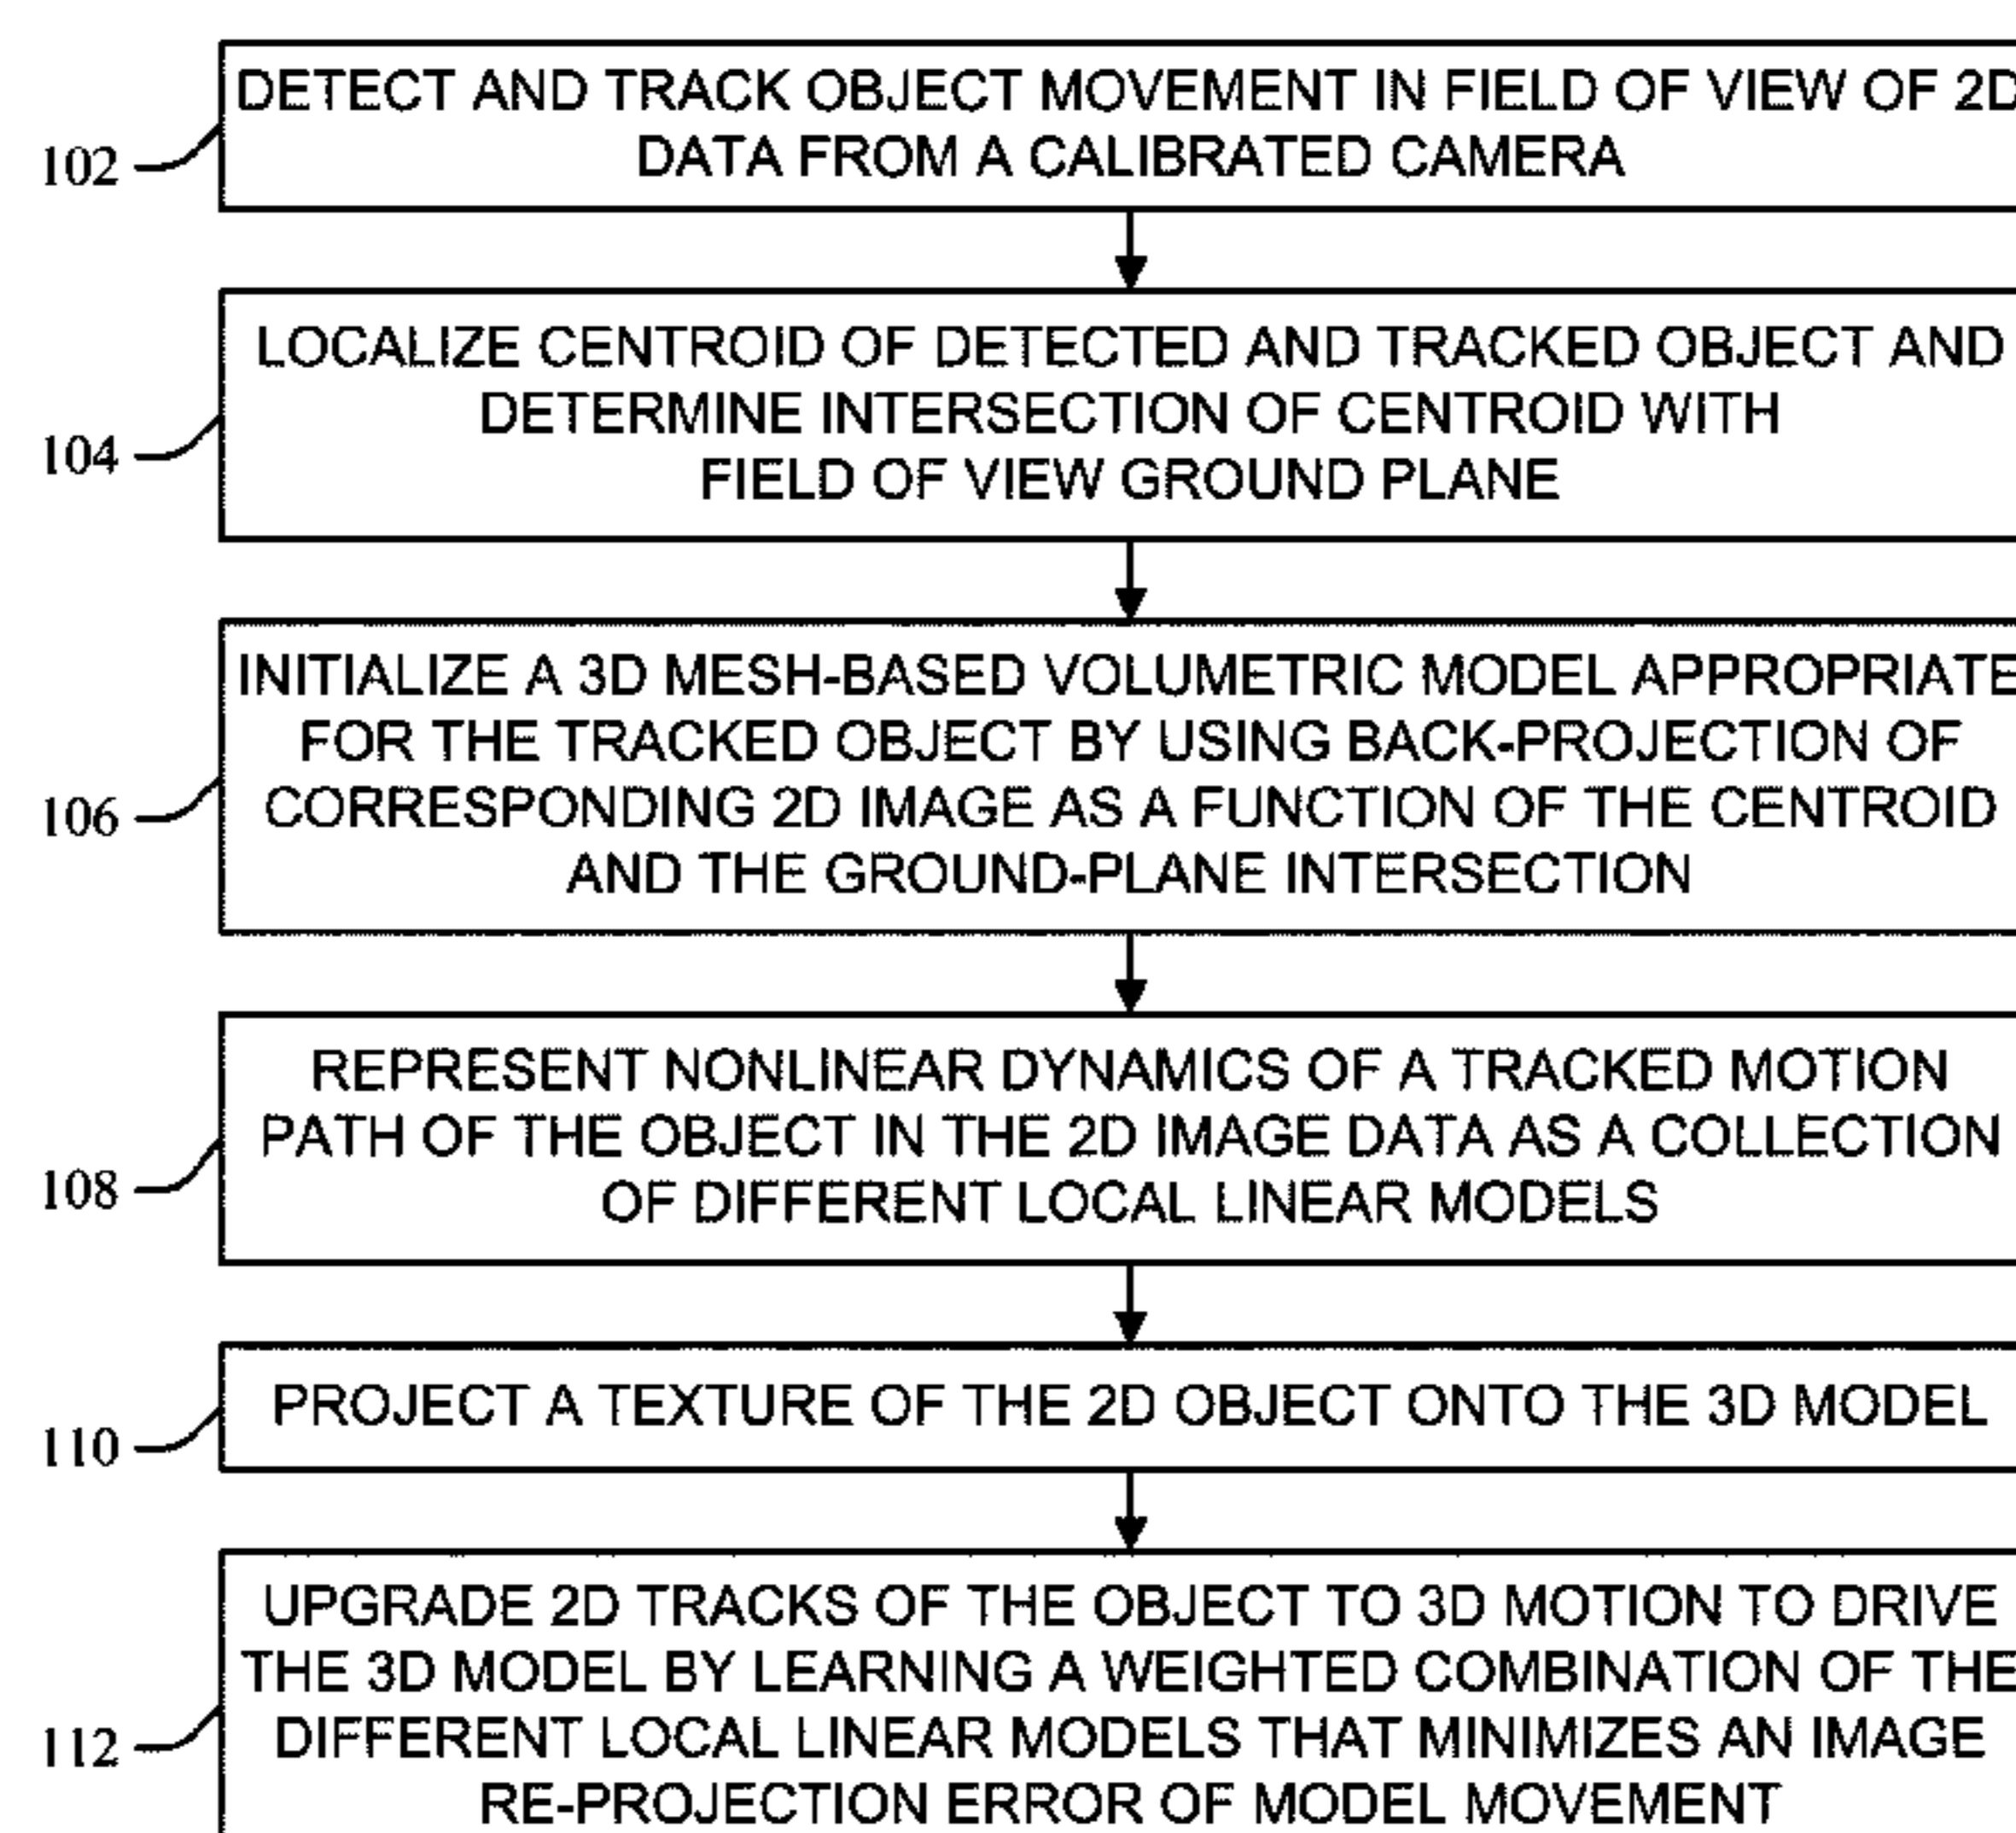 DETECT AND TRACK OBJECT MOVEMENT IN FIELD OF VIEW OF 2D
DATA FROM A CALIBRATED CAMERA
102
LOCALIZE CENTROID OF DETECTED AND TRACKED OBJECT AND
DETERMINE INTERSECTION OF CENTROID WITH
FIELD OF VIEW GROUND PLANE
104
INITIALIZE A 3D MESH-BASED VOLUMETRIC MODEL APPROPRIATE
FOR THE TRACKED OBJECT BY USING BACK-PROJECTION OF
CORRESPONDING 2D IMAGE AS A FUNCTION OF THE CENTROID
AND THE GROUND-PLANE INTERSECTION
106
REPRESENT NONLINEAR DYNAMICS OF A TRACKED MOTION
PATH OF THE OBJECT IN THE 2D IMAGE DATA AS A COLLECTION
OF DIFFERENT LOCAL LINEAR MODELS
108
PROJECT A TEXTURE OF THE 2D OBJECT ONTO THE 3D MODEL
110
UPGRADE 2D TRACKS OF THE OBJECT TO 3D MOTION TO DRIVE
THE 3D MODEL BY LEARNING A WEIGHTED COMBINATION OF THE
DIFFERENT LOCAL LINEAR MODELS THAT MINIMIZES AN IMAGE
RE-PROJECTION ERROR OF MODEL MOVEMENT
112